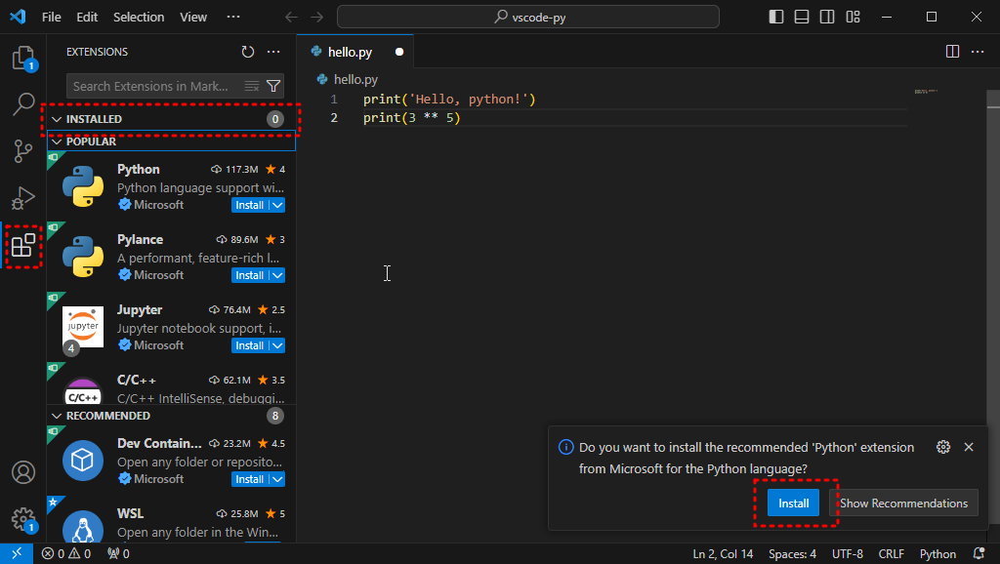 File Edit Selection View ···
vscode-py
EXTENSIONS
Search Extensions in Mark...
INSTALLED 0
POPULAR
Python 117.3M 4
Python language support wi...
Microsoft Install
Pylance 89.6M 3
A performant, feature-rich l...
Microsoft Install
Jupyter 76.4M 2.5
jupyter
Jupyter notebook support, i...
4
Microsoft Install
C/C++ 62.1M 3.5
C/C++
C/C++ IntelliSense, debuggi...
RECOMMENDED 8
Dev Contain... 23.2M 4.5
Open any folder or reposito...
Microsoft Install
WSL 25.8M 5
Open any folder in the Win...
1
1
hello.py
hello.py
1 print('Hello, python!')
2 print(3 ** 5)
Do you want to install the recommended 'Python' extension
from Microsoft for the Python language?
Install Show Recommendations
0 0 0 Ln 2, Col 14 Spaces: 4 UTF-8 CRLF Python